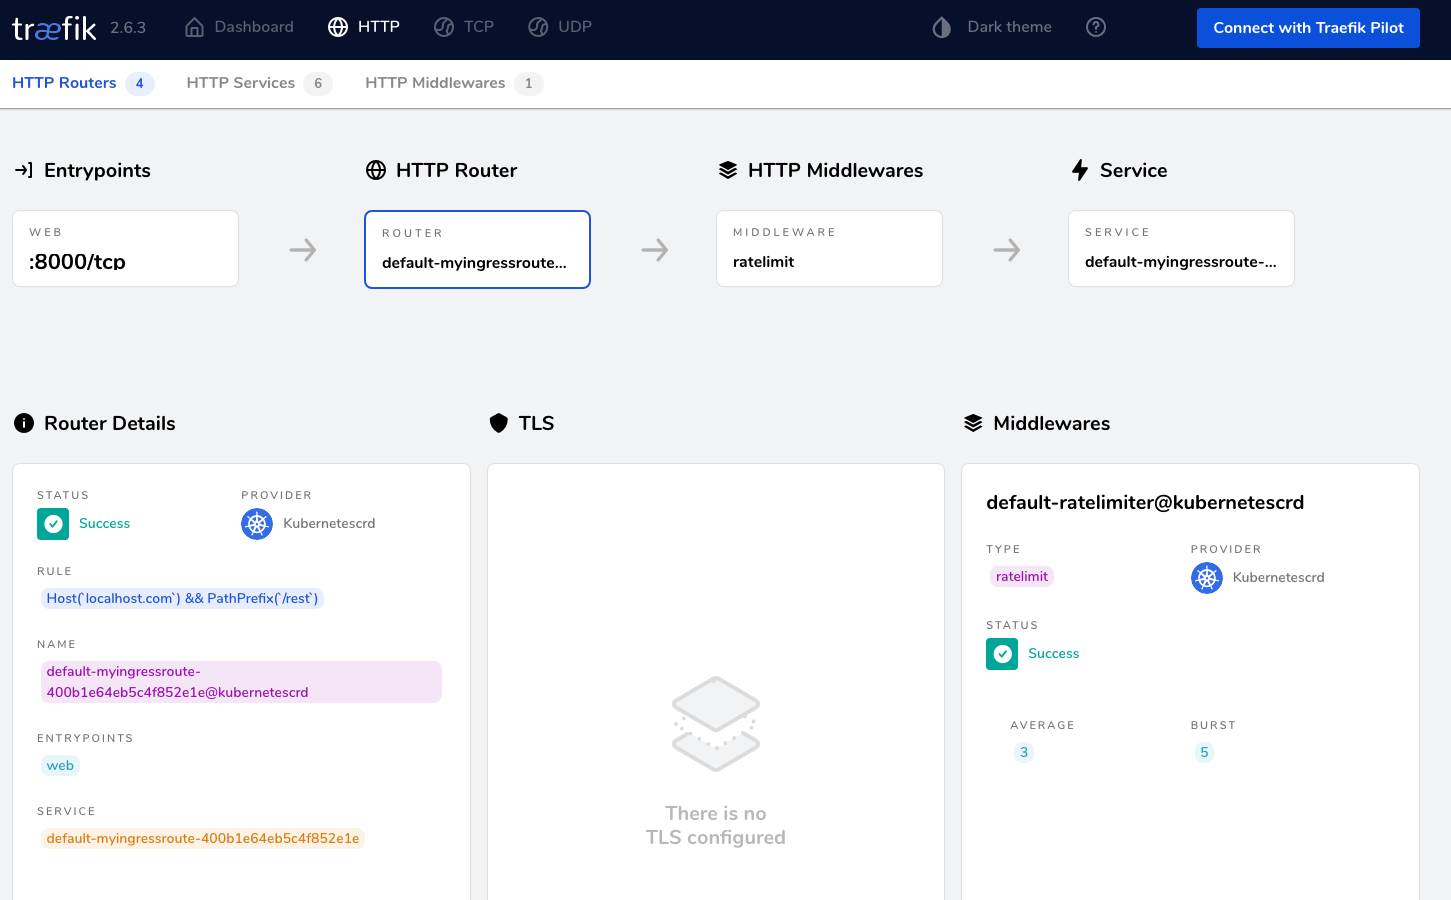 træfik 2.6.3 Dashboard HTTP TCP UDP Dark theme Connect with Traefik Pilot
HTTP Routers 4 HTTP Services 6 HTTP Middlewares 1
Entrypoints
HTTP Router
HTTP Middlewares
Service
WEB
:8000/tcp
ROUTER
default-myingressroute...
MIDDLEWARE
ratelimit
SERVICE
default-myingressroute-...
Router Details
STATUS
Success
PROVIDER
Kubernetescrd
RULE
Host(`localhost.com`) && PathPrefix(`/rest`)
NAME
default-myingressroute-
400b1e64eb5c4f852e1e@kubernetescrd
ENTRYPOINTS
web
SERVICE
default-myingressroute-400b1e64eb5c4f852e1e
TLS
There is no
TLS configured
Middlewares
default-ratelimiter@kubernetescrd
TYPE
ratelimit
PROVIDER
Kubernetescrd
STATUS
Success
AVERAGE
3
BURST
5